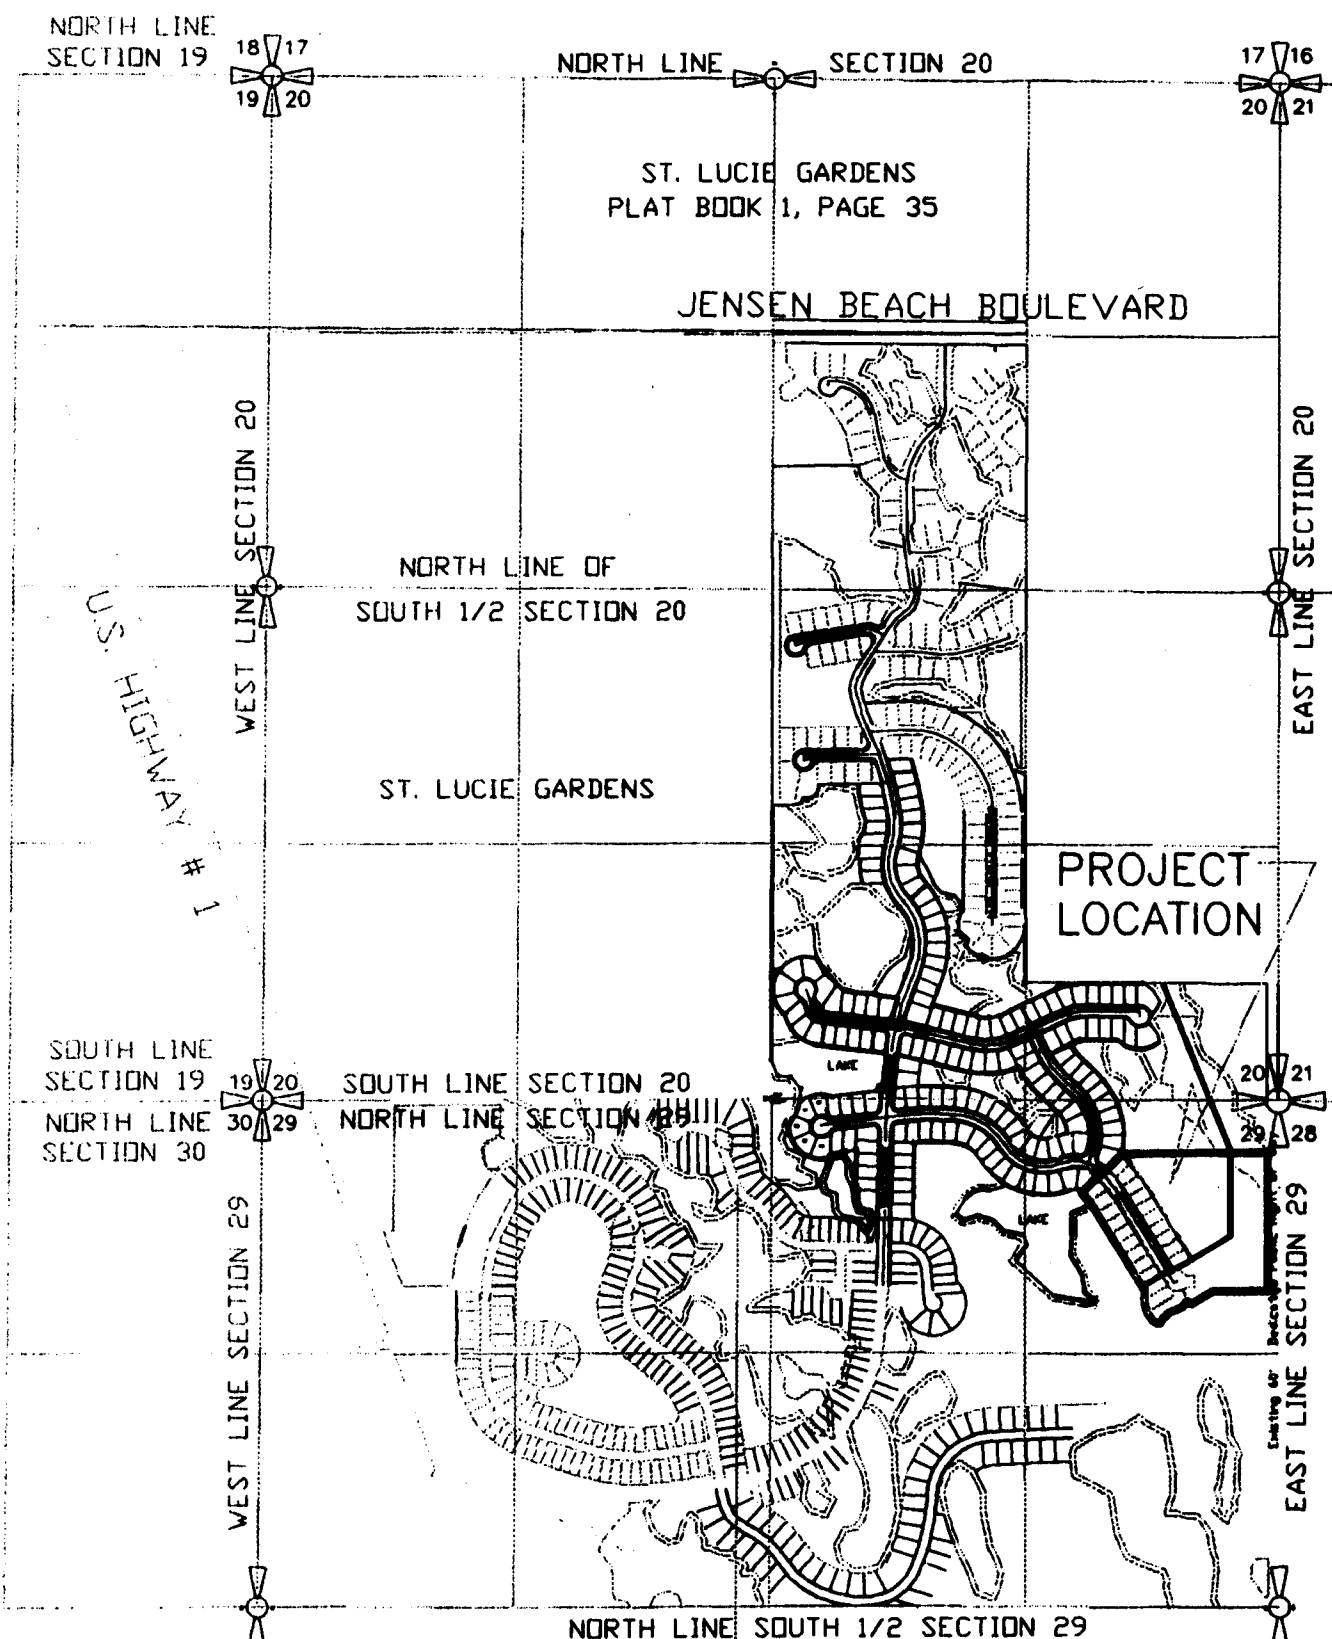 NORTH LINE
SECTION 19
18 17
19 20
NORTH LINE SECTION 20
17 16
20 21
ST. LUCIE GARDENS
PLAT BOOK 1, PAGE 35
JENSEN BEACH BOULEVARD
WEST LINE SECTION 20
EAST LINE SECTION 20
NORTH LINE OF
SOUTH 1/2 SECTION 20
U.S. HIGHWAY # 1
ST. LUCIE GARDENS
PROJECT
LOCATION
SOUTH LINE
SECTION 19
NORTH LINE
SECTION 30
19 20
30 29
SOUTH LINE SECTION 20
NORTH LINE SECTION 29
LAKE
20 21
29 28
LAKE
WEST LINE SECTION 29
EAST LINE SECTION 29
Existing 60'
NORTH LINE SOUTH 1/2 SECTION 29